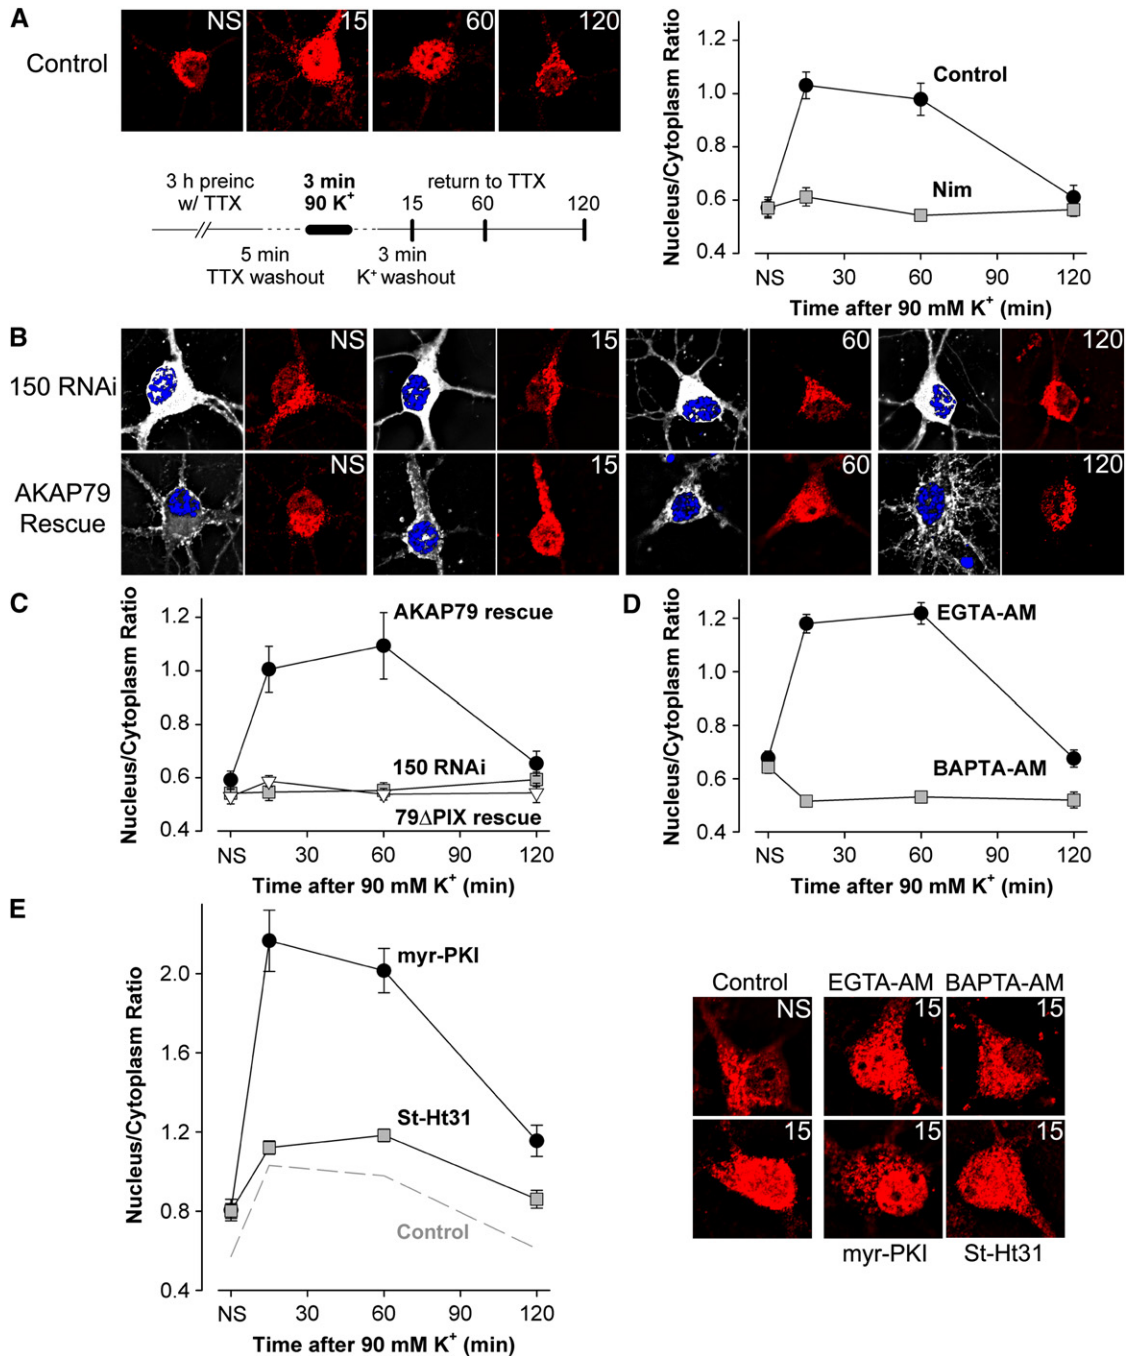 A
Control
NS
15
60
120
3 h preinc
w/ TTX
3 min
90 K⁺
return to TTX
15
60
120
5 min
TTX washout
3 min
K⁺ washout
Nucleus/Cytoplasm Ratio
1.2
1.0
0.8
0.6
0.4
Control
Nim
NS
30
60
90
120
Time after 90 mM K⁺ (min)
B
150 RNAi
NS
15
60
120
AKAP79
Rescue
NS
15
60
120
C
Nucleus/Cytoplasm Ratio
1.2
1.0
0.8
0.6
0.4
AKAP79 rescue
150 RNAi
79ΔPIX rescue
NS
30
60
90
120
Time after 90 mM K⁺ (min)
D
Nucleus/Cytoplasm Ratio
1.2
1.0
0.8
0.6
0.4
EGTA-AM
BAPTA-AM
NS
30
60
90
120
Time after 90 mM K⁺ (min)
E
Nucleus/Cytoplasm Ratio
2.0
1.6
1.2
0.8
0.4
myr-PKI
St-Ht31
Control
NS
30
60
90
120
Time after 90 mM K⁺ (min)
Control
EGTA-AM
BAPTA-AM
NS
15
15
15
15
15
myr-PKI
St-Ht31